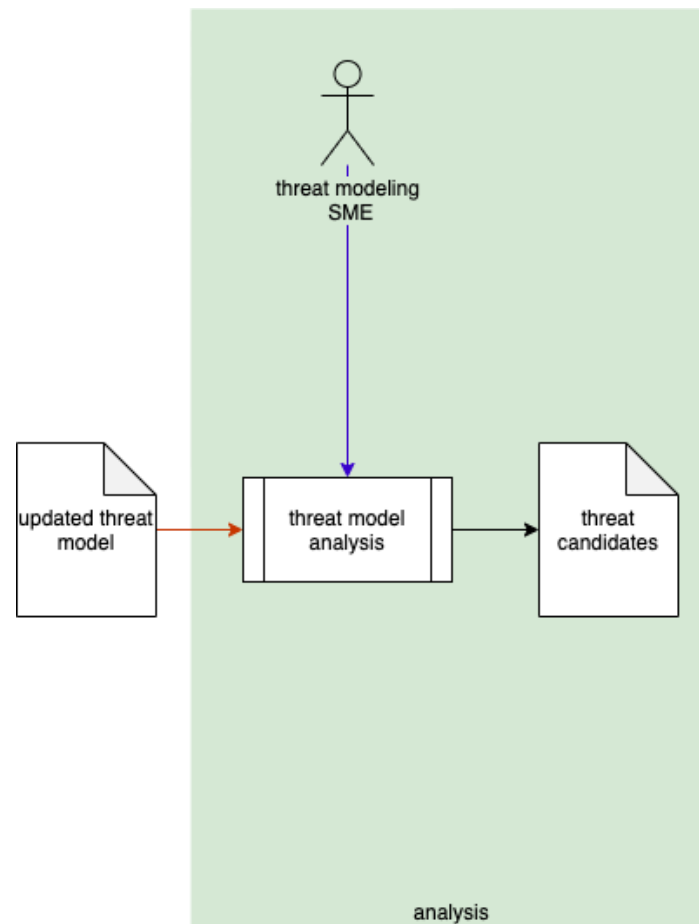 threat modeling
SME
updated threat
model
threat model
analysis
threat
candidates
analysis